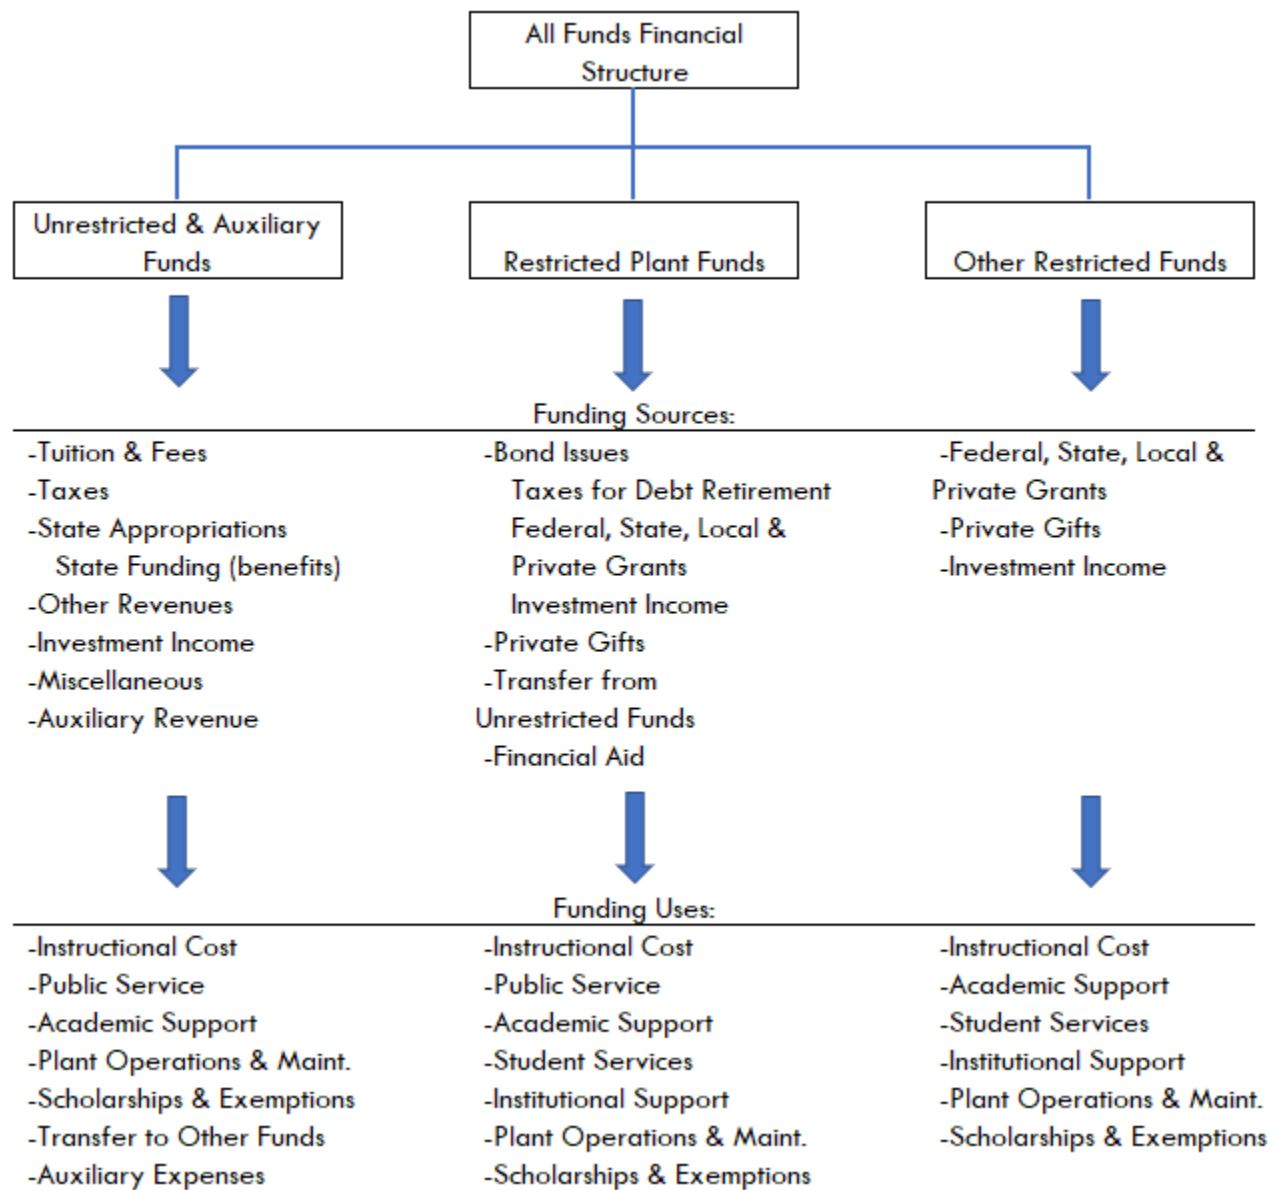 All Funds Financial
Structure
Unrestricted & Auxiliary
Funds
Restricted Plant Funds
Other Restricted Funds
Funding Sources:
-Tuition & Fees
-Taxes
-State Appropriations
State Funding (benefits)
-Other Revenues
-Investment Income
-Miscellaneous
-Auxiliary Revenue
-Bond Issues
Taxes for Debt Retirement
Federal, State, Local &
Private Grants
Investment Income
-Private Gifts
-Transfer from
Unrestricted Funds
-Financial Aid
-Federal, State, Local &
Private Grants
-Private Gifts
-Investment Income
Funding Uses:
-Instructional Cost
-Public Service
-Academic Support
-Plant Operations & Maint.
-Scholarships & Exemptions
-Transfer to Other Funds
-Auxiliary Expenses
-Instructional Cost
-Public Service
-Academic Support
-Student Services
-Institutional Support
-Plant Operations & Maint.
-Scholarships & Exemptions
-Instructional Cost
-Academic Support
-Student Services
-Institutional Support
-Plant Operations & Maint.
-Scholarships & Exemptions